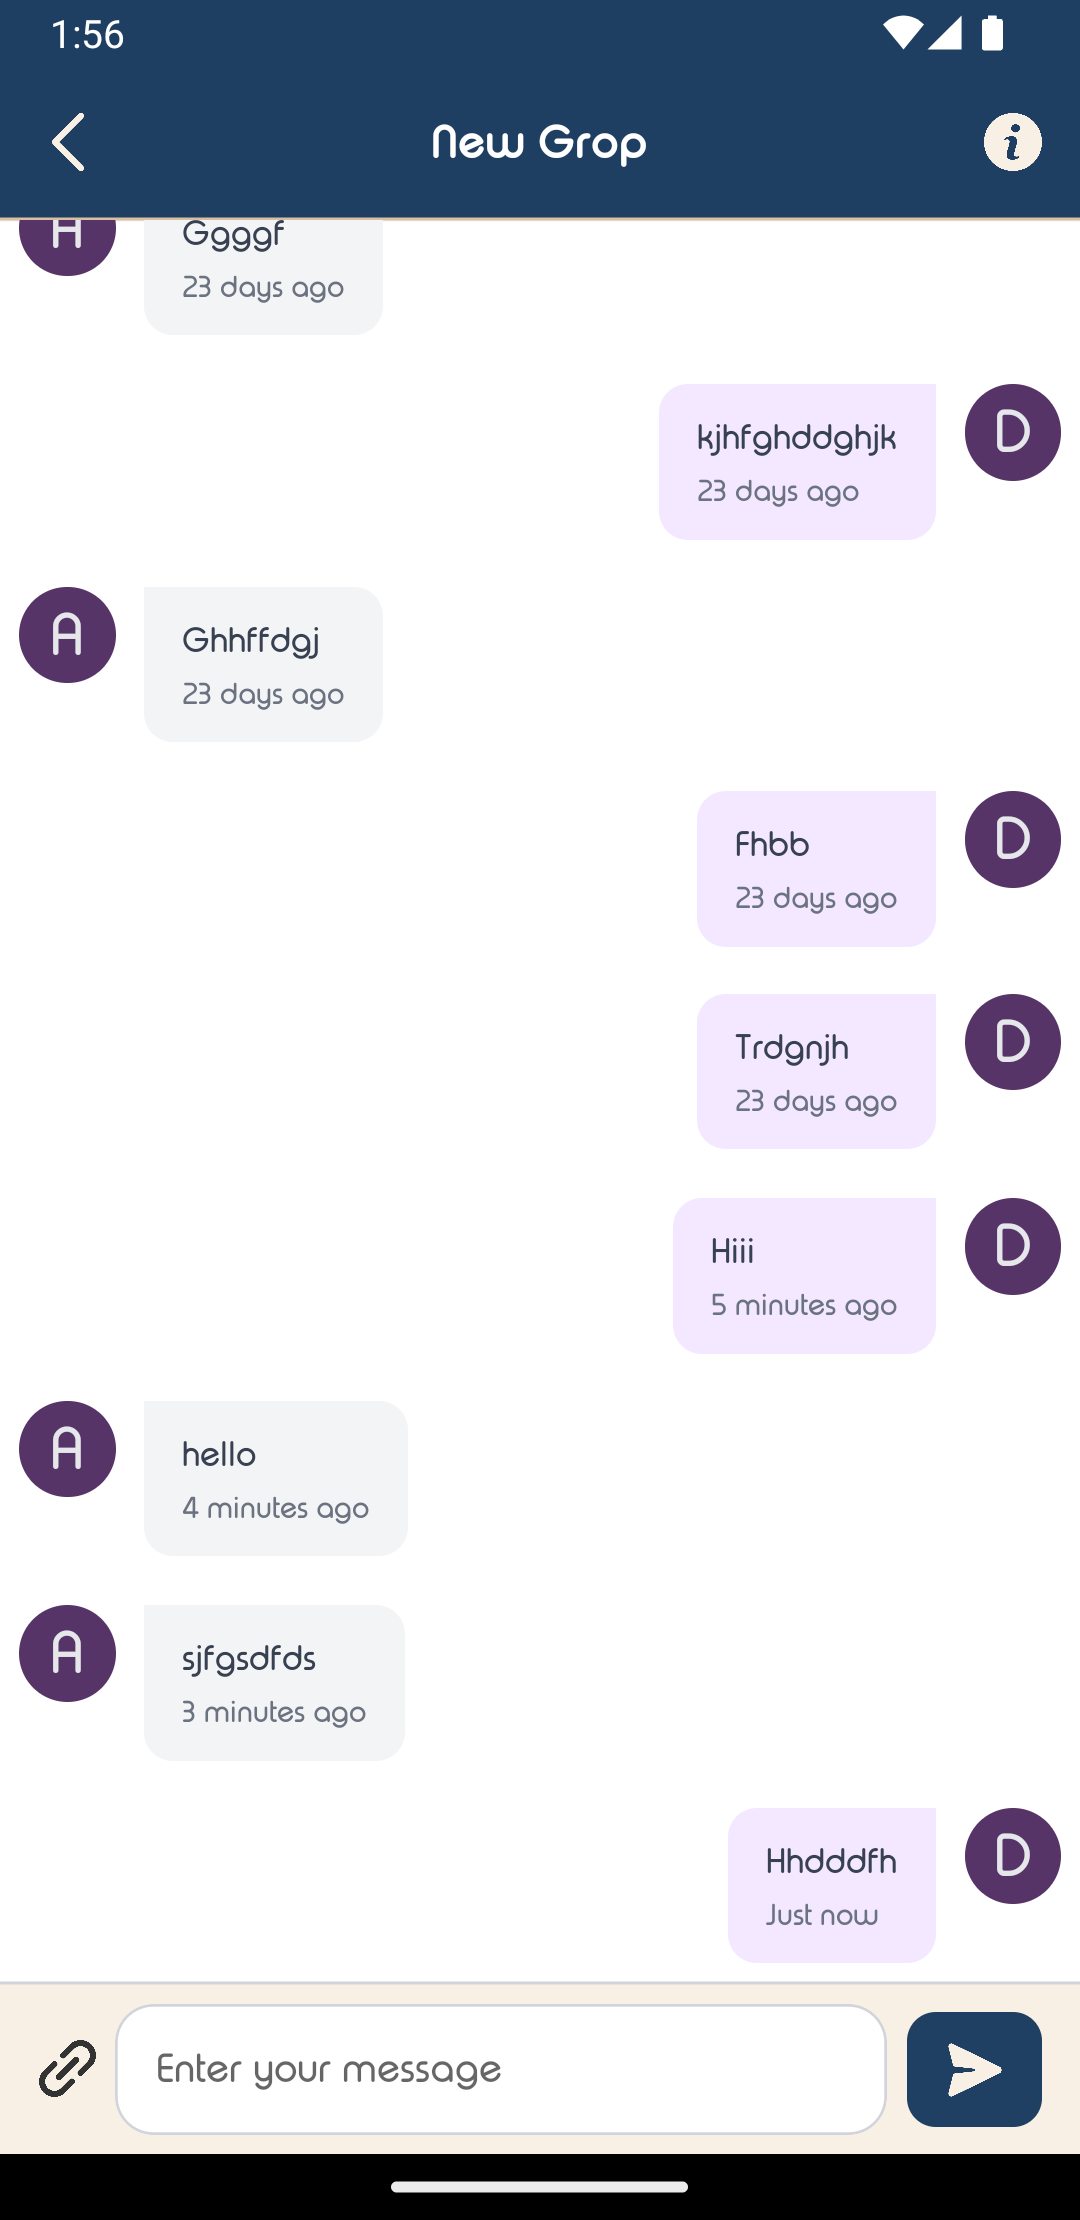 1:56
New Grop
A
Ggggf
23 days ago
kjhfghddghjk
D
23 days ago
A
Ghhffdgj
23 days ago
Fhbb
D
23 days ago
Trdgnjh
D
23 days ago
Hiii
D
5 minutes ago
A
hello
4 minutes ago
A
sjfgsdfds
3 minutes ago
Hhdddfh
D
Just now
Enter your message